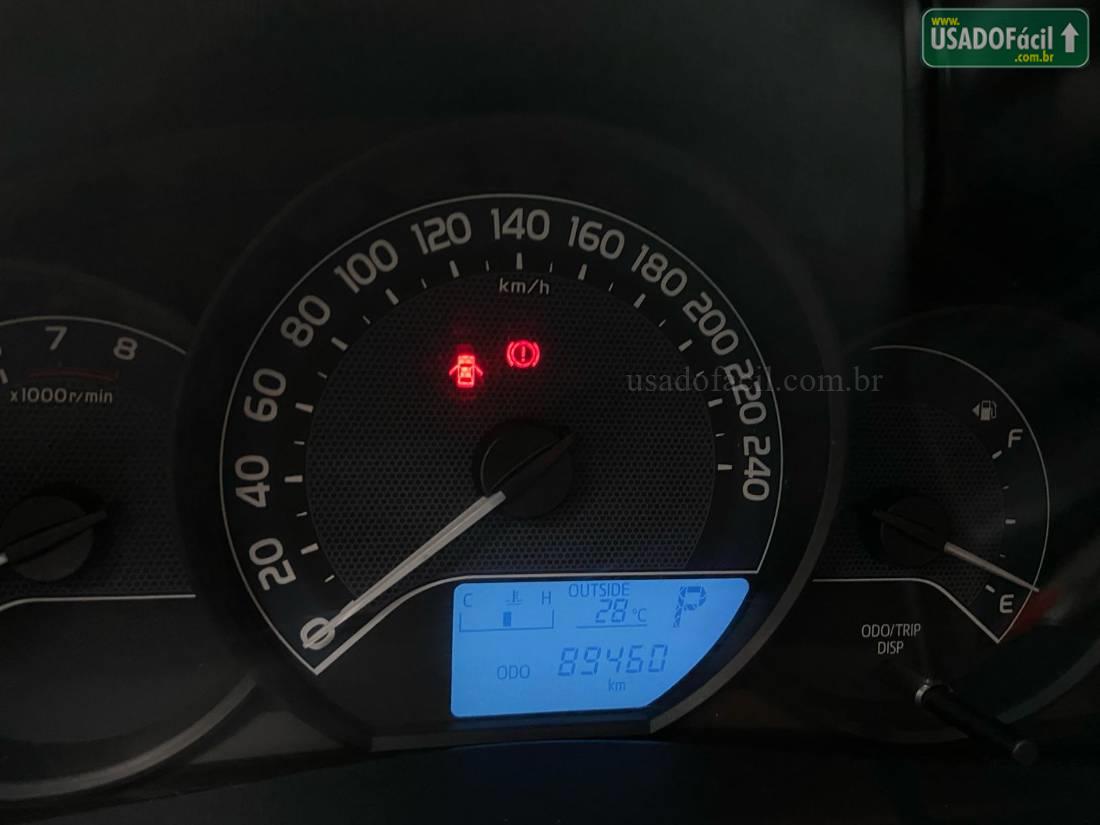 www.
USADOFácil
.com.br
120 140 160
100 180
80 200
60 220
40 240
20
0
km/h
7 8
x1000r/min
usadofacil.com.br
F
E
C H
OUTSIDE
28 °C
P
ODO 89460
km
ODO/TRIP
DISP